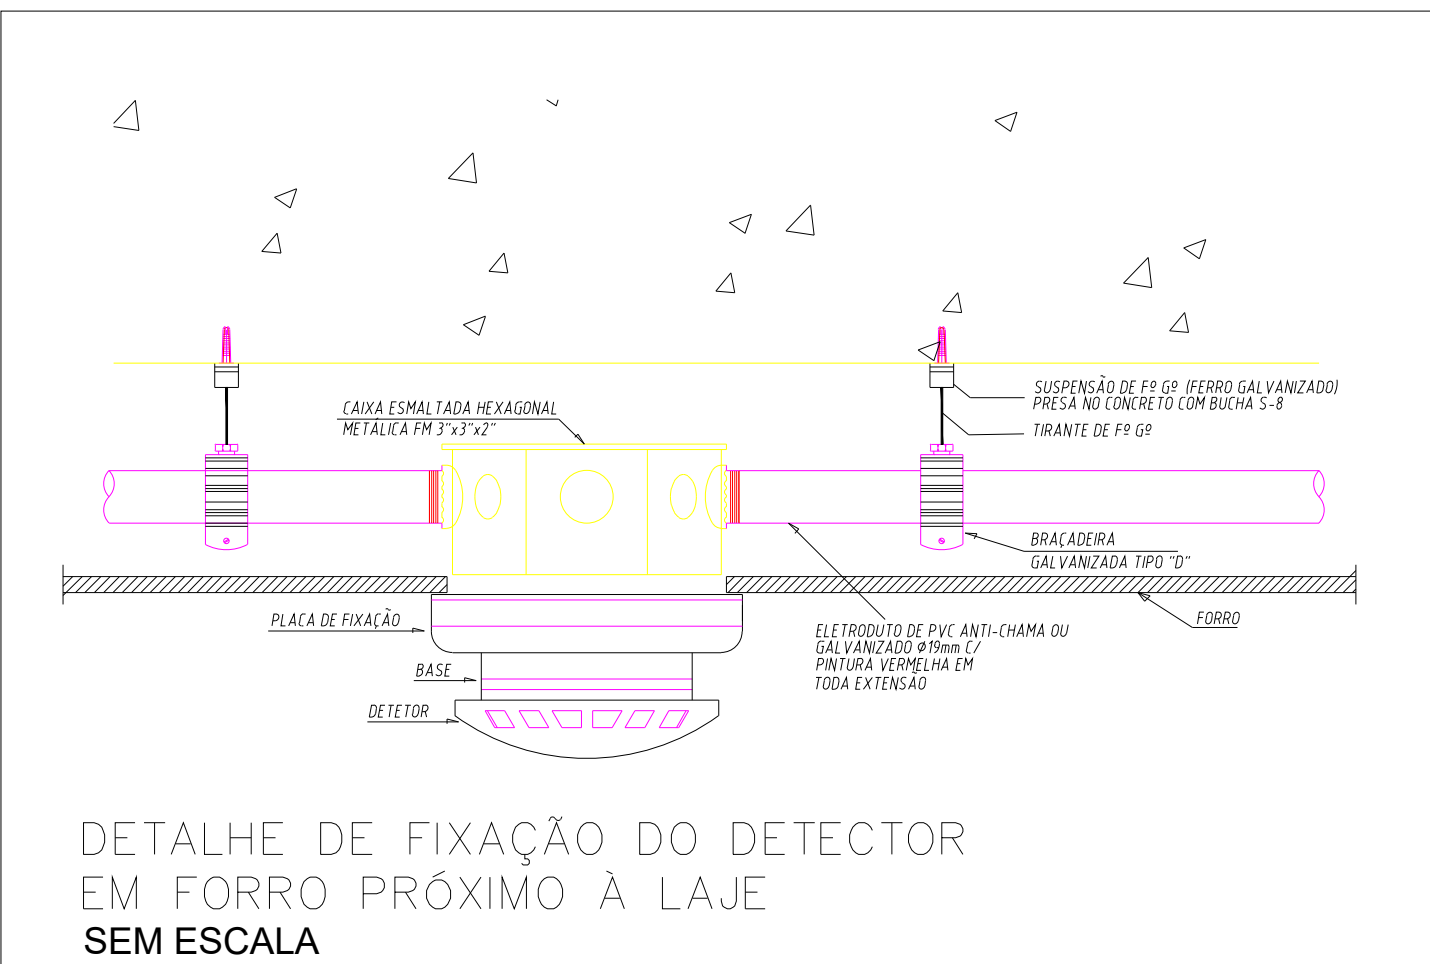 SUSPENSÃO DE Fº Gº (FERRO GALVANIZADO)
PRESA NO CONCRETO COM BUCHA S-8
TIRANTE DE Fº Gº
CAIXA ESMALTADA HEXAGONAL
METÁLICA FM 3"x3"x2"
BRAÇADEIRA
GALVANIZADA TIPO "D"
FORRO
PLACA DE FIXAÇÃO
ELETRODUTO DE PVC ANTI-CHAMA OU
GALVANIZADO Ø19mm C/
PINTURA VERMELHA EM
TODA EXTENSÃO
BASE
DETETOR
DETALHE DE FIXAÇÃO DO DETECTOR
EM FORRO PRÓXIMO À LAJE
SEM ESCALA